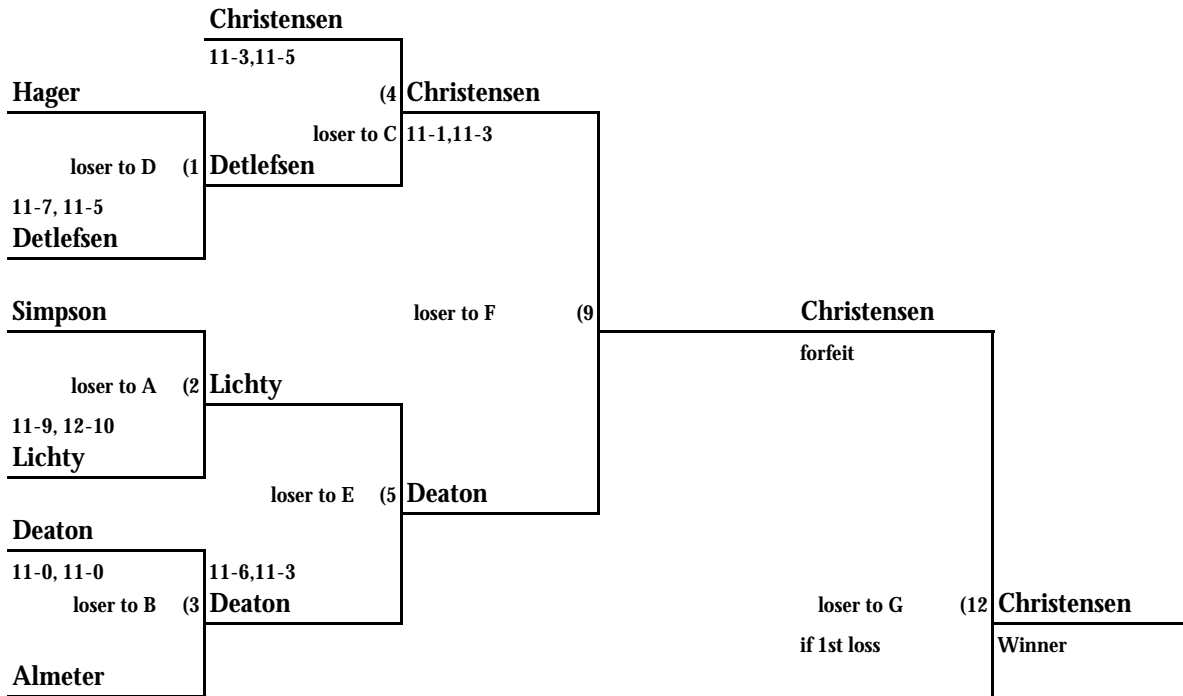 Christensen
11-3,11-5
Hager
(4 Christensen
loser to C 11-1,11-3
loser to D (1 Detlefsen
11-7, 11-5
Detlefsen
Simpson
loser to F (9
Christensen
forfeit
loser to A (2 Lichty
11-9, 12-10
Lichty
loser to E (5 Deaton
Deaton
11-0, 11-0
11-6,11-3
loser to B (3 Deaton
loser to G (12 Christensen
if 1st loss
Winner
Almeter